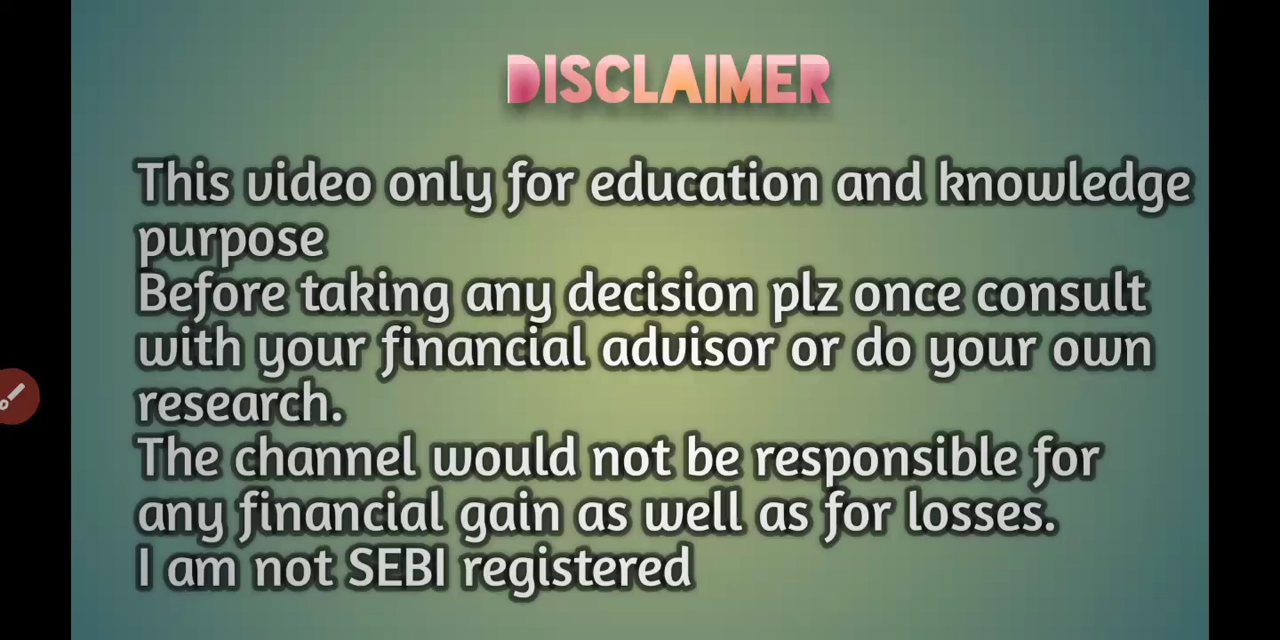 DISCLAIMER
This video only for education and knowledge
purpose
Before taking any decision plz once consult
with your financial advisor or do your own
research.
The channel would not be responsible for
any financial gain as well as for losses.
I am not SEBI registered